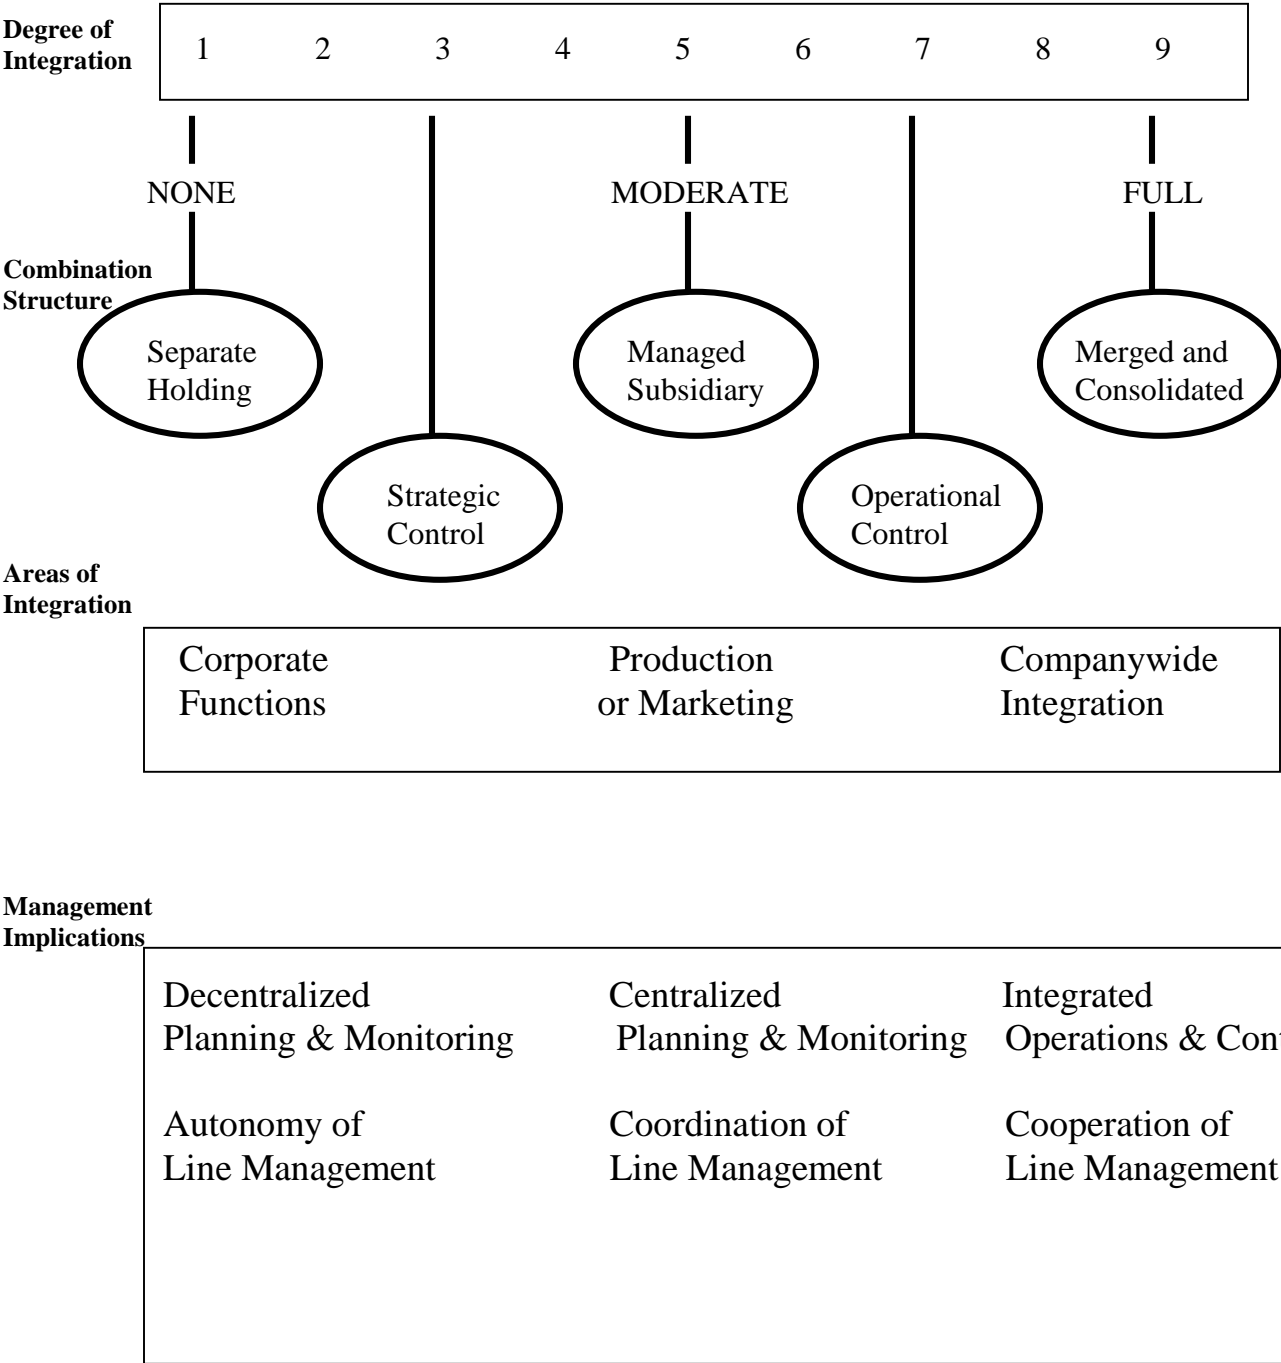 Degree of
Integration
1 2 3 4 5 6 7 8 9
NONE MODERATE FULL
Combination
Structure
Separate
Holding
Managed
Subsidiary
Merged and
Consolidated
Strategic
Control
Operational
Control
Areas of
Integration
Corporate
Functions
Production
or Marketing
Companywide
Integration
Management
Implications
Decentralized
Planning & Monitoring
Centralized
Planning & Monitoring
Integrated
Operations &
Autonomy of
Line Management
Coordination of
Line Management
Cooperation of
Line Management